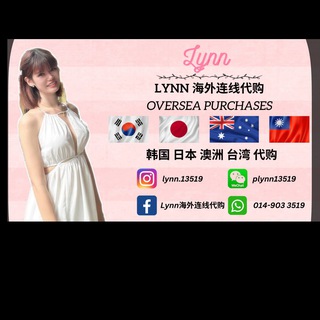 Lynn
LYNN 海外连线代购
OVERSEA PURCHASES
韩国 日本 澳洲 台湾 代购
lynn.13519
plynn13519
Lynn海外连线代购
014-903 3519